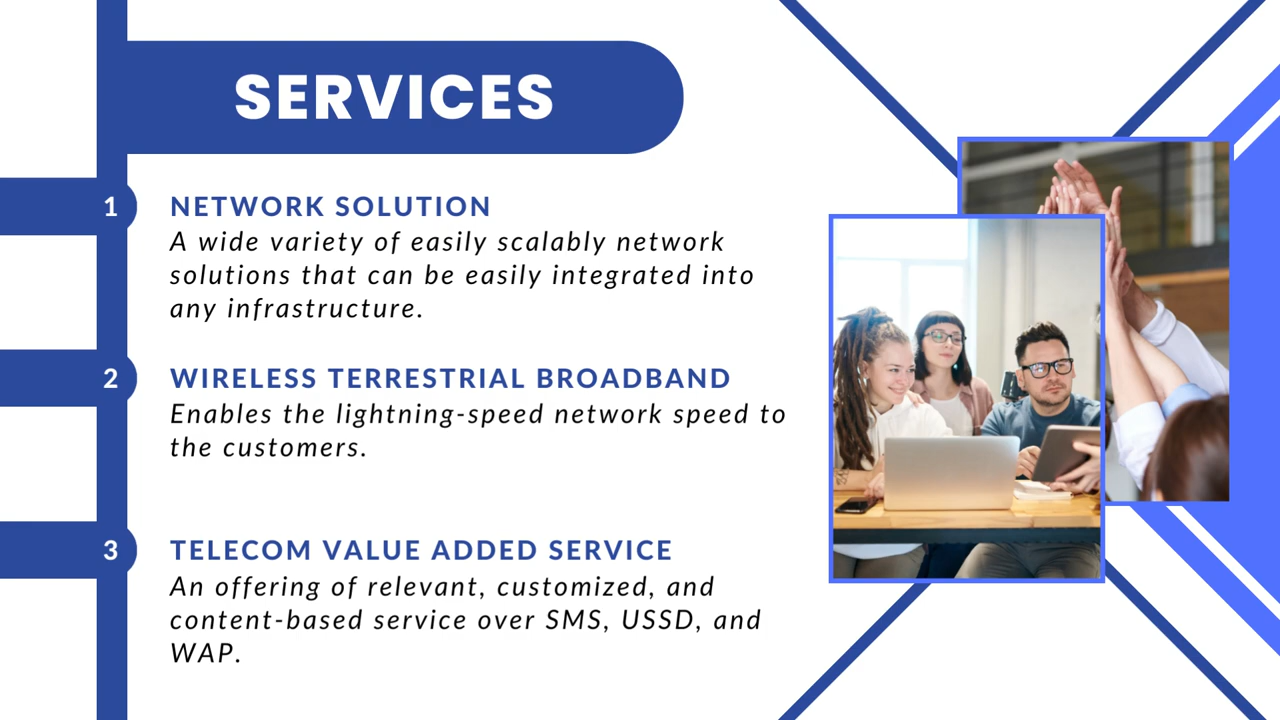 SERVICES
1
NETWORK SOLUTION
A wide variety of easily scalably network
solutions that can be easily integrated into
any infrastructure.
2
WIRELESS TERRESTRIAL BROADBAND
Enables the lightning-speed network speed to
the customers.
3
TELECOM VALUE ADDED SERVICE
An offering of relevant, customized, and
content-based service over SMS, USSD, and
WAP.